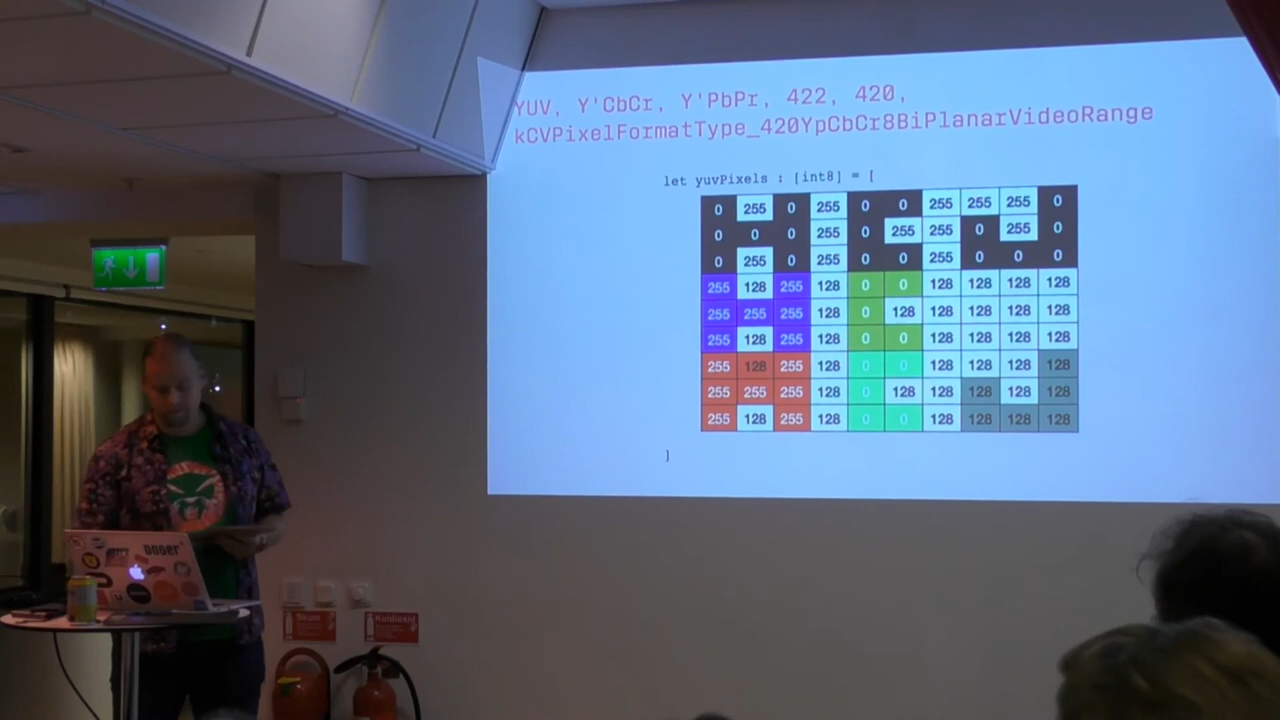 YUV, Y'CbCr, Y'PbPr, 422, 420,
kCVPixelFormatType_420YpCbCr8BiPlanarVideoRange
let yuvPixels : [int8] = [
0 255 0 255 0 0 255 255 255 0
0 0 0 255 0 255 255 0 255 0
0 255 0 255 0 0 255 0 0 0
255 128 255 128 0 0 128 128 128 128
255 255 255 128 0 128 128 128 128 128
255 128 255 128 0 0 128 128 128 128
255 128 255 128 0 0 128 128 128 128
255 255 255 128 0 128 128 128 128 128
255 128 255 128 0 0 128 128 128 128
]
Skum
Koldioxid